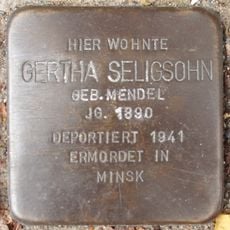 HIER WOHNTE
GERTHA SELIGSOHN
GEB. MENDEL
JG. 1890
DEPORTIERT 1941
ERMORDET IN
MINSK